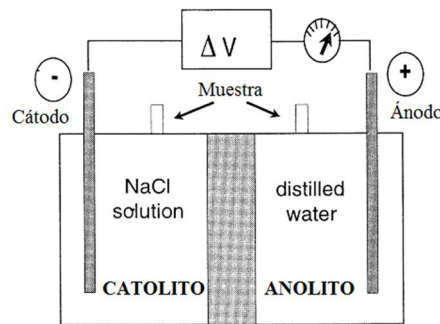 ΔV
-
+
Muestra
Cátodo
Ánodo
NaCl
solution
distilled
water
CATOLITO
ANOLITO